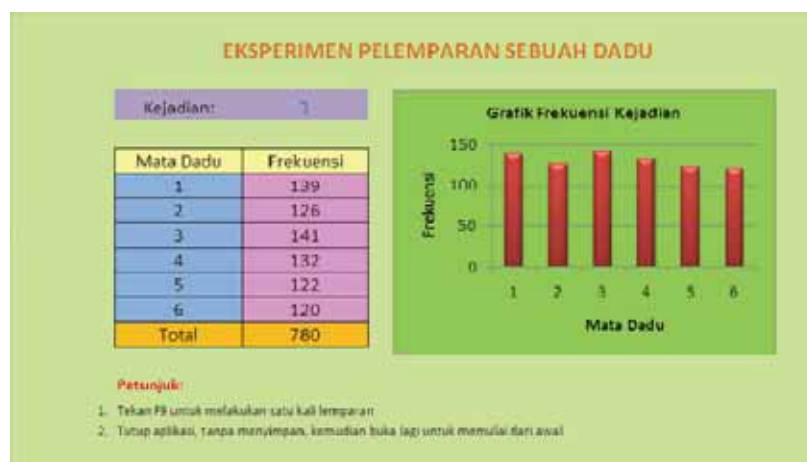 EKSPERIMEN PELEMPARAN SEBUAH DADU
Kejadian:
Mata Dadu Frekuensi
1 139
2 126
3 141
4 132
5 122
6 120
Total 780
Grafik Frekuensi Kejadian
Frekuensi
150
100
50
0
1 2 3 4 5 6
Mata Dadu
Petunjuk:
1. Tekan F9 untuk melakukan satu kali lemparan
2. Tutup aplikasi, tanpa menyimpan, kemudian buka lagi untuk memulai dari awal